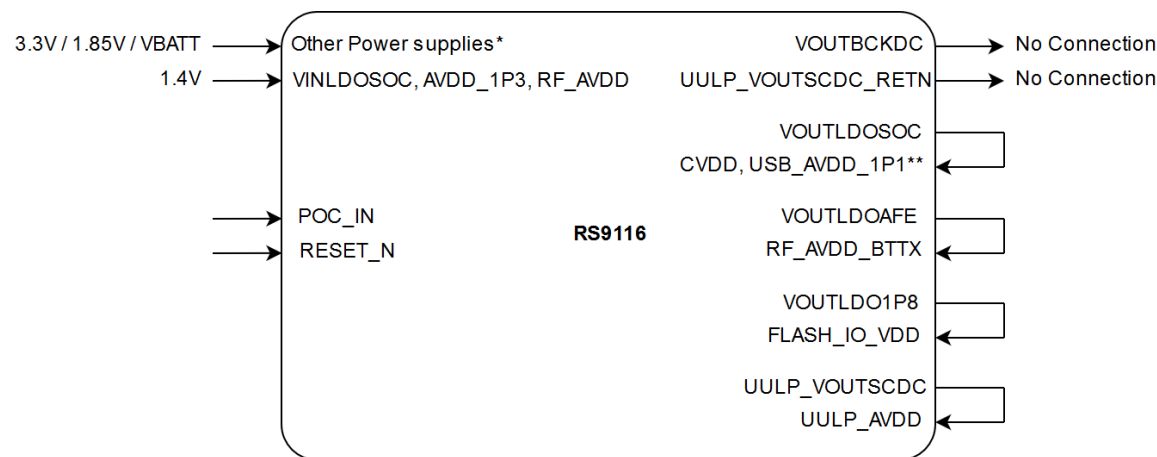 3.3V / 1.85V / VBATT
Other Power supplies*
VOUTBCKDC
No Connection
1.4V
VINLDOSOC, AVDD_1P3, RF_AVDD
UULP_VOUTSCDC_RETN
No Connection
VOUTLDOSOC
CVDD, USB_AVDD_1P1**
POC_IN
VOUTLDOAFE
RS9116
RESET_N
RF_AVDD_BTTX
VOUTLDO1P8
FLASH_IO_VDD
UULP_VOUTSCDC
UULP_AVDD